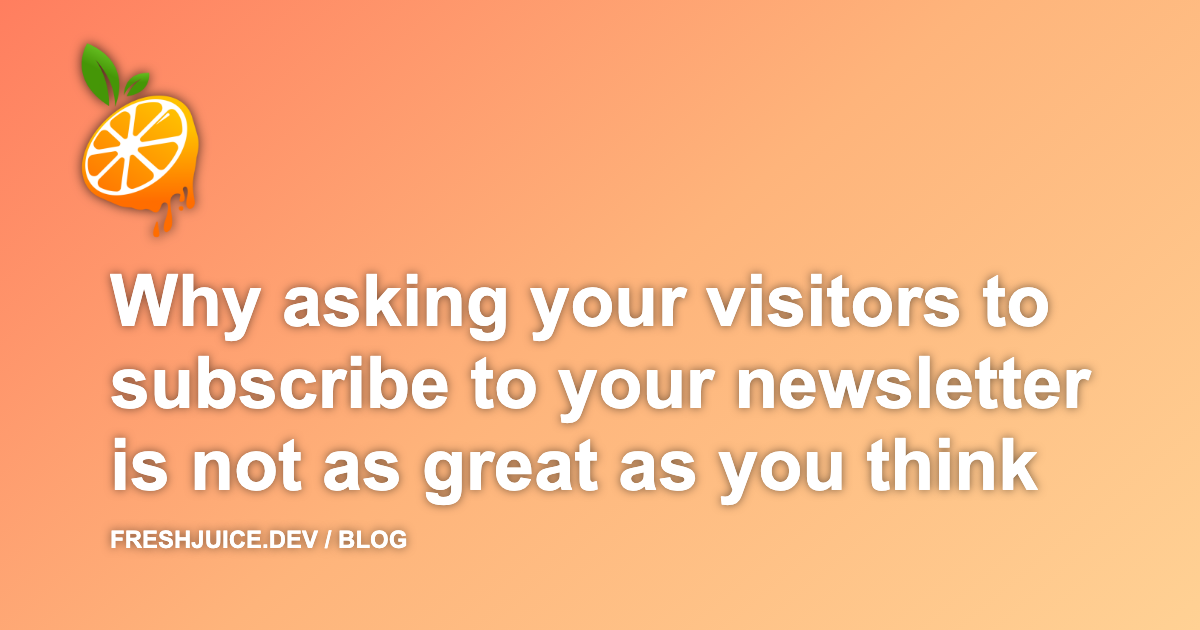 Why asking your visitors to
subscribe to your newsletter
is not as great as you think
FRESHJUICE.DEV / BLOG